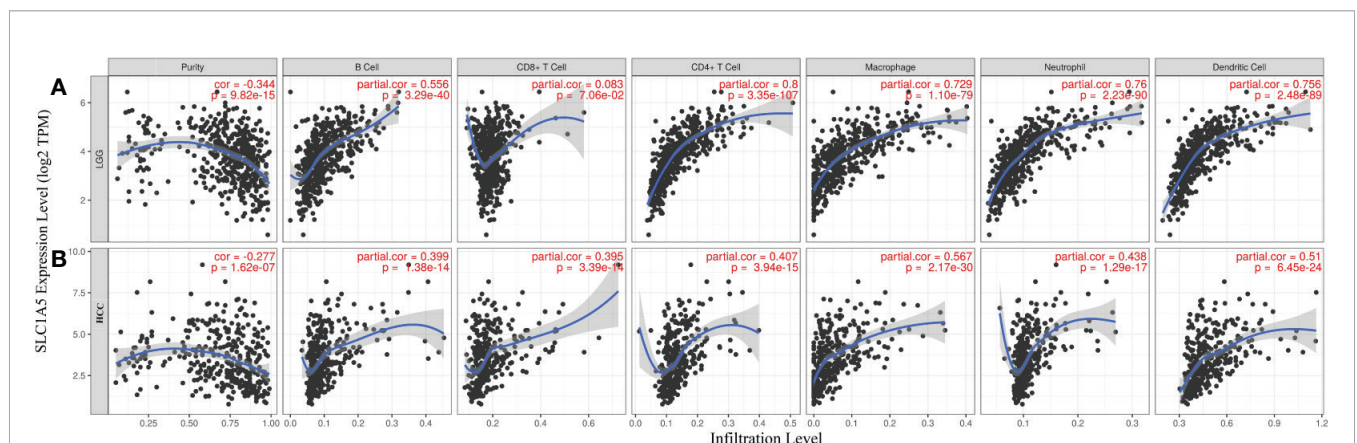 Purity B Cell CD8+ T Cell CD4+ T Cell Macrophage Neutrophil Dendritic Cell
A
cor = -0.344 partial.cor = 0.556 partial.cor = 0.083 partial.cor = 0.8 partial.cor = 0.729 partial.cor = 0.76 partial.cor = 0.756
p = 9.82e-15 p = 3.29e-40 p = 7.06e-02 p = 3.35e-107 p = 1.10e-79 p = 2.23e-90 p = 2.48e-89
6
4
2
LGG
SLC1A5 Expression Level (log2 TPM)
B
cor = -0.277 partial.cor = 0.399 partial.cor = 0.395 partial.cor = 0.407 partial.cor = 0.567 partial.cor = 0.438 partial.cor = 0.51
p = 1.62e-07 p = 1.38e-14 p = 3.39e-14 p = 3.94e-15 p = 2.17e-30 p = 1.29e-17 p = 6.45e-24
10.0
7.5
5.0
2.5
HCC
0.25 0.50 0.75 1.00 0.0 0.1 0.2 0.3 0.4 0.2 0.4 0.6 0.0 0.1 0.2 0.3 0.4 0.5 0.0 0.1 0.2 0.3 0.4 0.1 0.2 0.3 0.3 0.6 0.9 1.2
Infiltration Level